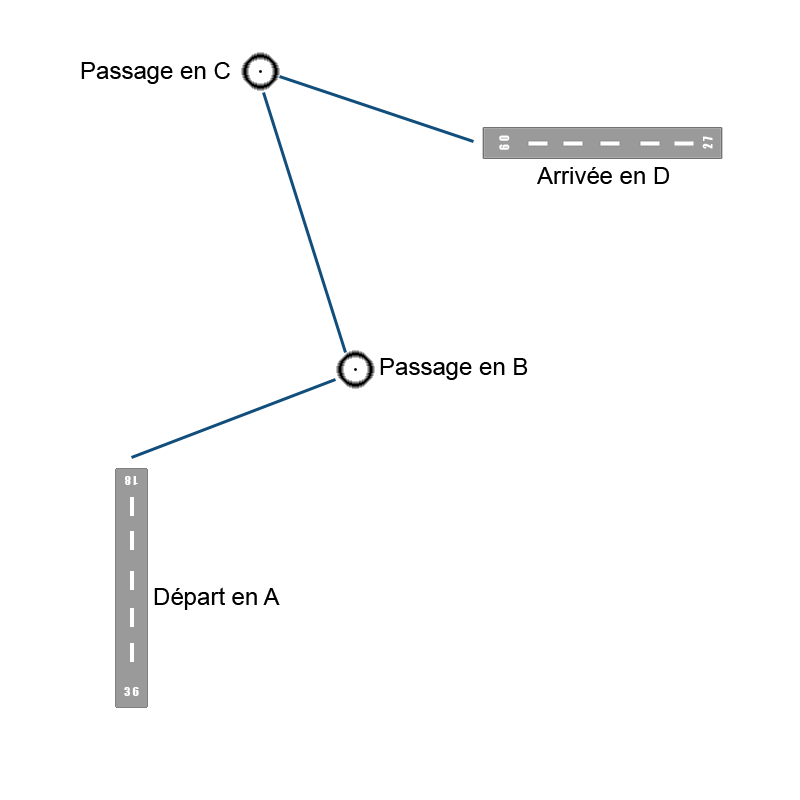 Passage en C
09
27
Arrivée en D
Passage en B
18
Départ en A
36